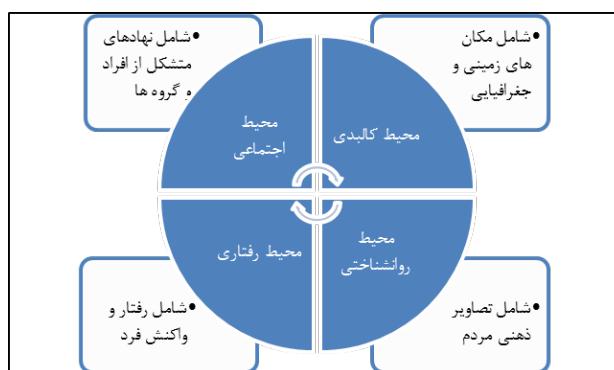 •شامل مکان
های زمینی و
جغرافیایی
•شامل نهادهای
متشکل از افراد
و گروه ها
محیط کالبدی
محیط
اجتماعی
محیط
روانشناختی
محیط رفتاری
•شامل تصاویر
ذهنی مردم
•شامل رفتار و
واکنش فرد